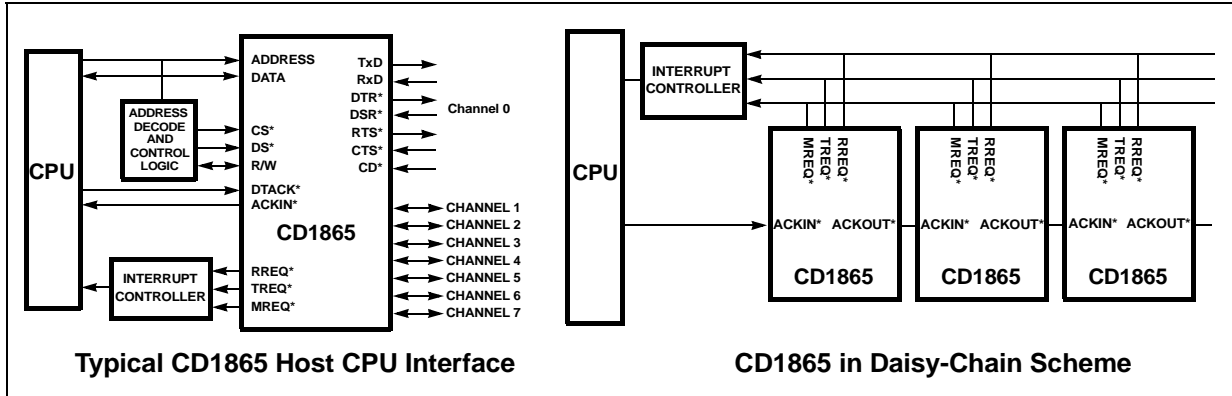 CPU
ADDRESS
DATA
ADDRESS
DECODE
AND
CONTROL
LOGIC
CS*
DS*
R/W
DTACK*
ACKIN*
CD1865
INTERRUPT
CONTROLLER
RREQ*
TREQ*
MREQ*
TxD
RxD
DTR*
DSR*
RTS*
CTS*
CD*
Channel 0
CHANNEL 1
CHANNEL 2
CHANNEL 3
CHANNEL 4
CHANNEL 5
CHANNEL 6
CHANNEL 7
Typical CD1865 Host CPU Interface
CPU
INTERRUPT
CONTROLLER
MREQ*
TREQ*
RREQ*
ACKIN* ACKOUT*
CD1865
MREQ*
TREQ*
RREQ*
ACKIN* ACKOUT*
CD1865
MREQ*
TREQ*
RREQ*
ACKIN* ACKOUT*
CD1865
CD1865 in Daisy-Chain Scheme